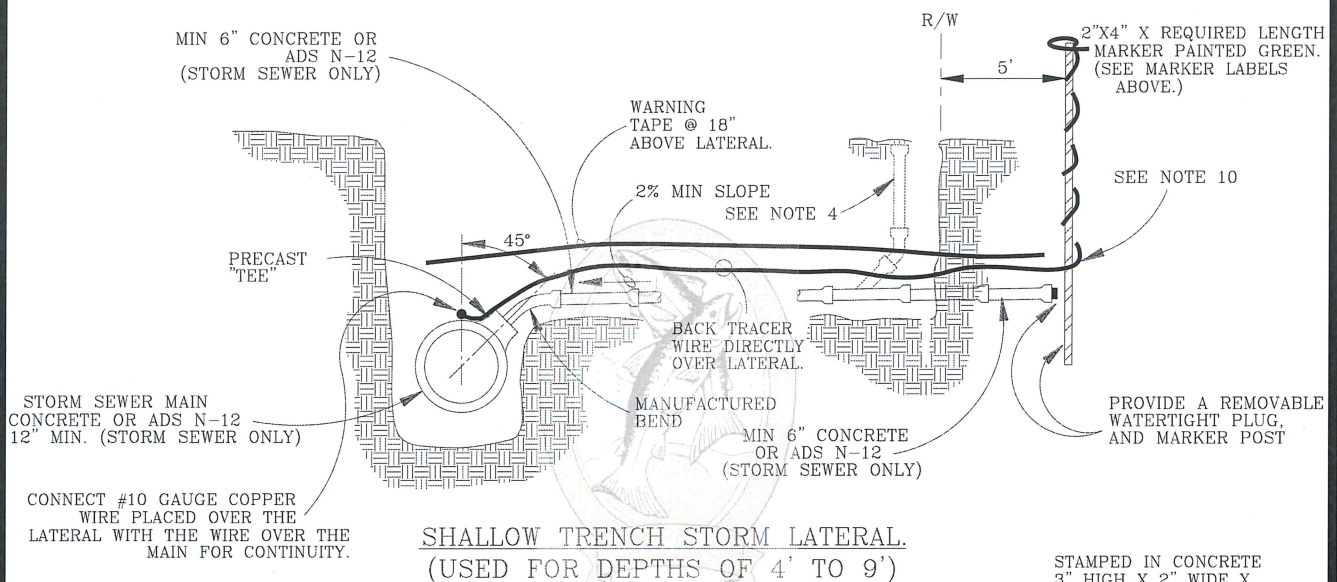 MIN 6" CONCRETE OR
ADS N-12
(STORM SEWER ONLY)
R/W
2"X4" X REQUIRED LENGTH
MARKER PAINTED GREEN.
(SEE MARKER LABELS
ABOVE.)
5'
WARNING
TAPE @ 18"
ABOVE LATERAL.
2% MIN SLOPE
SEE NOTE 4
SEE NOTE 10
45°
PRECAST
"TEE"
BACK TRACER
WIRE DIRECTLY
OVER LATERAL.
STORM SEWER MAIN
CONCRETE OR ADS N-12
12" MIN. (STORM SEWER ONLY)
MANUFACTURED
BEND
MIN 6" CONCRETE
OR ADS N-12
(STORM SEWER ONLY)
PROVIDE A REMOVABLE
WATERTIGHT PLUG,
AND MARKER POST
CONNECT #10 GAUGE COPPER
WIRE PLACED OVER THE
LATERAL WITH THE WIRE OVER THE
MAIN FOR CONTINUITY.
SHALLOW TRENCH STORM LATERAL.
(USED FOR DEPTHS OF 4' TO 9')
STAMPED IN CONCRETE
3" HIGH X 2" WIDE X